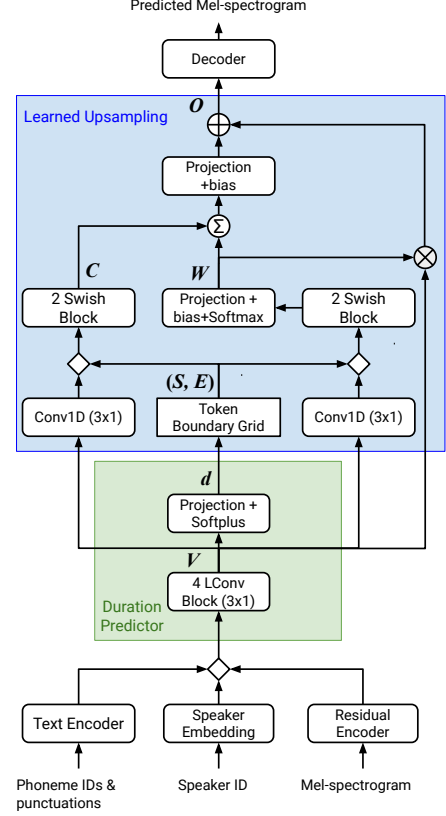 Predicted Mel-spectrogram
Decoder
Learned Upsampling
O
Projection
+bias
Σ
C
W
2 Swish
Block
Projection +
bias+Softmax
2 Swish
Block
(S, E)
Conv1D (3x1)
Token
Boundary Grid
Conv1D (3x1)
d
Projection +
Softplus
V
4 LConv
Block (3x1)
Duration
Predictor
Text Encoder
Speaker
Embedding
Residual
Encoder
Phoneme IDs &
punctuations
Speaker ID
Mel-spectrogram